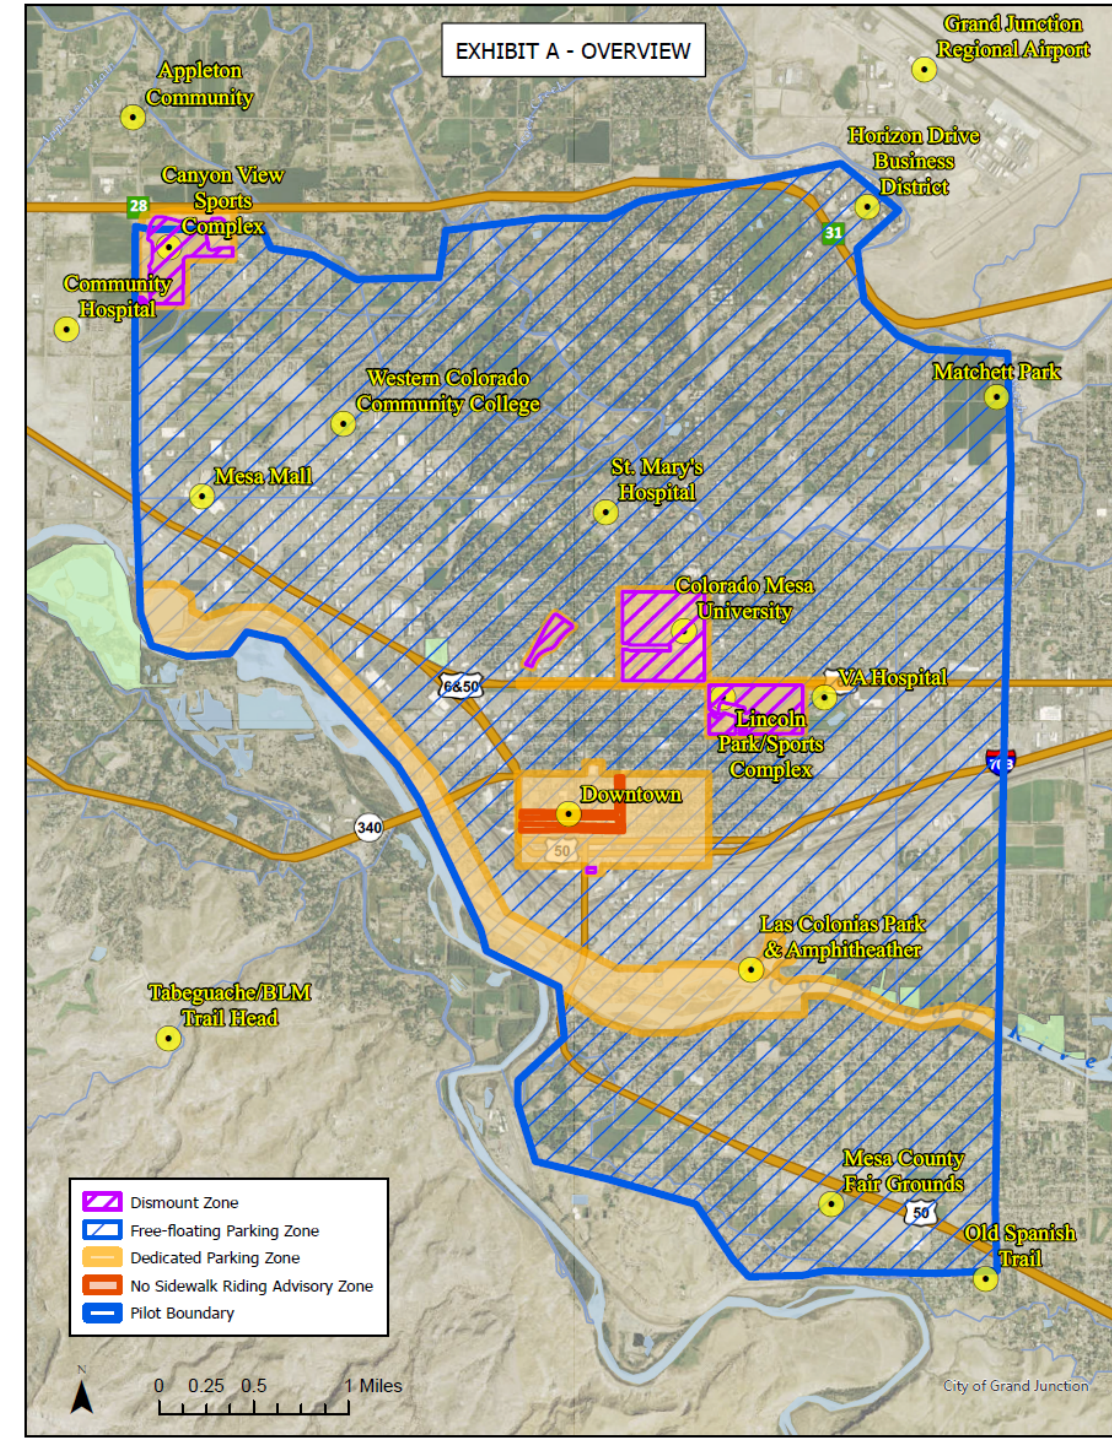 EXHIBIT A - OVERVIEW
Grand Junction
Regional Airport
Appleton
Community
Horizon Drive
Business
District
Canyon View
Sports
Complex
28
31
Community
Hospital
Matchett Park
Western Colorado
Community College
Mesa Mall
St. Mary's
Hospital
Colorado Mesa
University
6&50
VA Hospital
Lincoln
Park/Sports
Complex
70B
Downtown
340
50
Las Colonias Park
& Amphitheather
Tabeguache/BLM
Trail Head
Mesa County
Fair Grounds
50
Old Spanish
Trail
Dismount Zone
Free-floating Parking Zone
Dedicated Parking Zone
No Sidewalk Riding Advisory Zone
Pilot Boundary
N
0 0.25 0.5 1 Miles
City of Grand Junction